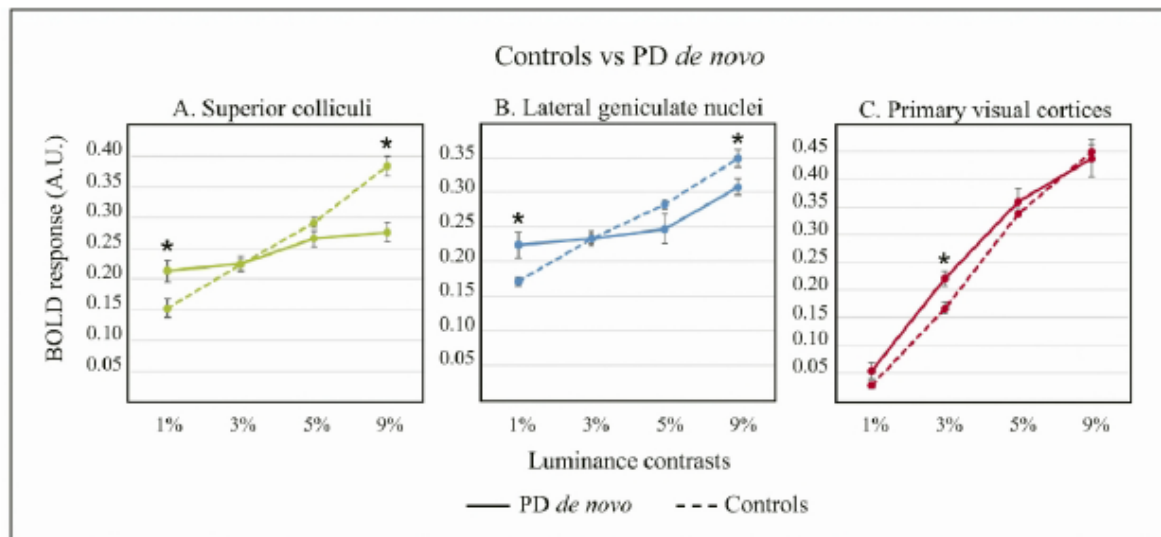 Controls vs PD de novo
A. Superior colliculi
B. Lateral geniculate nuclei
C. Primary visual cortices
BOLD response (A.U.)
0.40
0.35
0.30
0.25
0.20
0.15
0.10
0.05
*
*
1% 3% 5% 9%
0.35
0.30
0.25
0.20
0.15
0.10
0.05
*
*
1% 3% 5% 9%
0.45
0.40
0.35
0.30
0.25
0.20
0.15
0.10
0.05
*
1% 3% 5% 9%
Luminance contrasts
PD de novo Controls